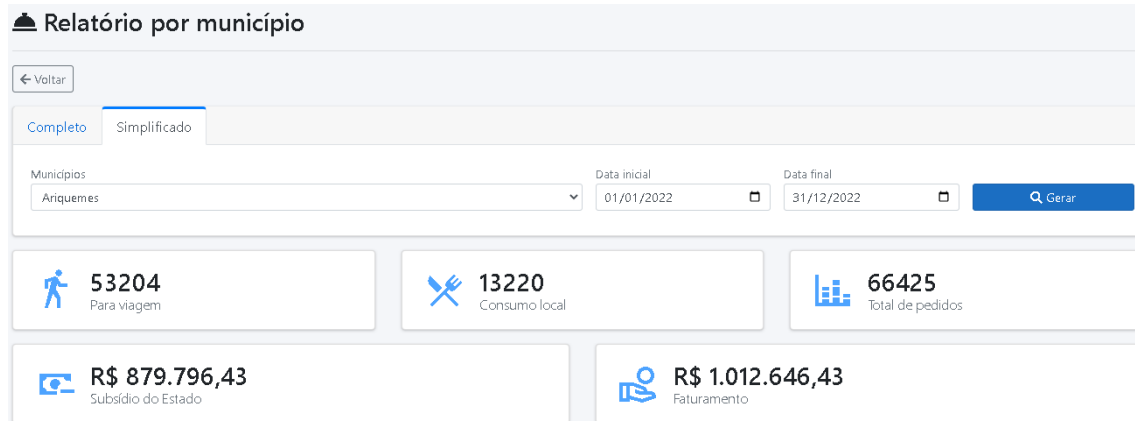 Relatório por município
Voltar
Completo Simplificado
Municípios Data inicial Data final
Ariquemes 01/01/2022 31/12/2022 Gerar
53204 13220 66425
Para viagem Consumo local Total de pedidos
R$ 879.796,43 R$ 1.012.646,43
Subsídio do Estado Faturamento